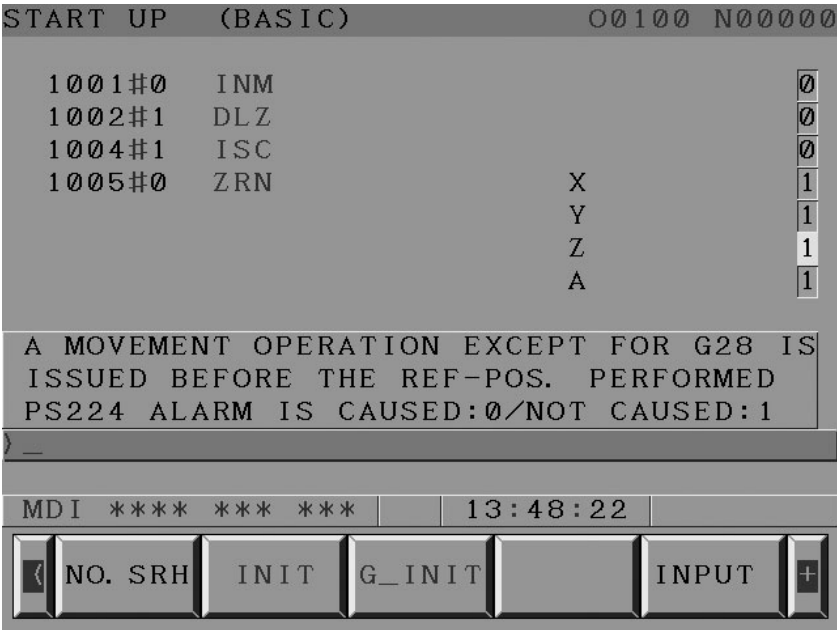 START UP (BASIC) O0100 N00000
1001#0 INM 0
1002#1 DLZ 0
1004#1 ISC 0
1005#0 ZRN X 1
Y 1
Z 1
A 1
A MOVEMENT OPERATION EXCEPT FOR G28 IS
ISSUED BEFORE THE REF-POS. PERFORMED
PS224 ALARM IS CAUSED:0/NOT CAUSED:1
)_
MDI **** *** *** 13:48:22
( NO. SRH INIT G_INIT INPUT +